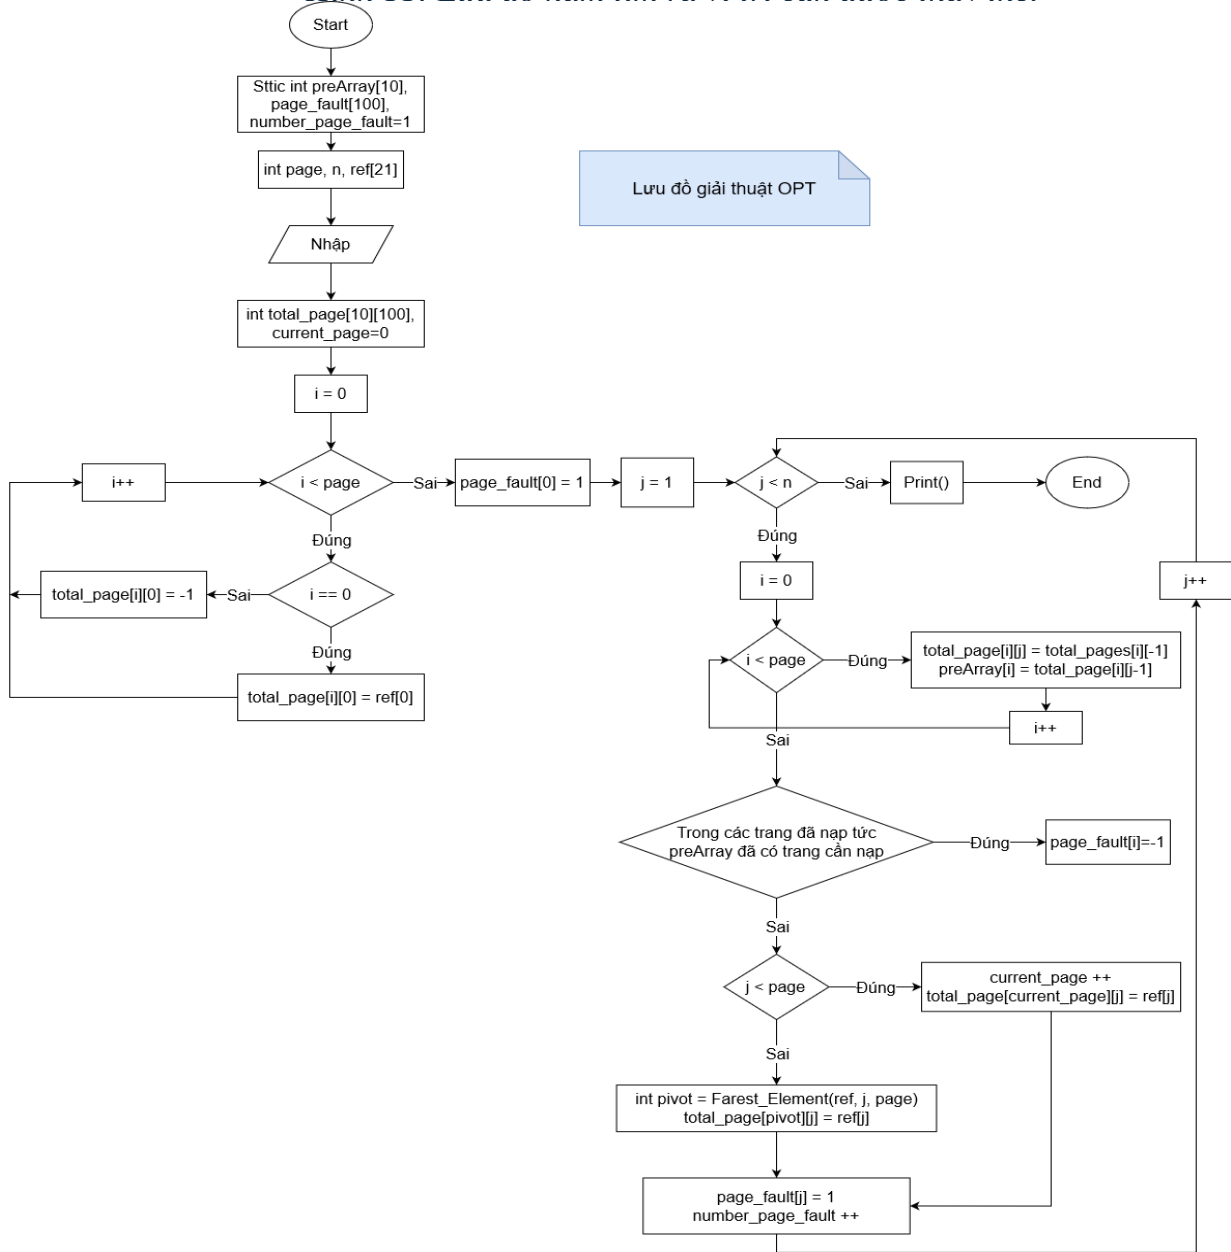 Start
Sttic int preArray[10],
page_fault[100],
number_page_fault=1
int page, n, ref[21]
Lưu đồ giải thuật OPT
Nhập
int total_page[10][100],
current_page=0
i = 0
i++
i < page
Sai
page_fault[0] = 1
j = 1
j < n
Sai
Print()
End
Đúng
Đúng
total_page[i][0] = -1
Sai
i == 0
i = 0
j++
Đúng
total_page[i][0] = ref[0]
i < page
Đúng
total_page[i][j] = total_pages[i][-1]
preArray[i] = total_page[i][j-1]
i++
Sai
Trong các trang đã nạp tức
preArray đã có trang cần nạp
Đúng
page_fault[i]=-1
Sai
j < page
Đúng
current_page ++
total_page[current_page][j] = ref[j]
Sai
int pivot = Farest_Element(ref, j, page)
total_page[pivot][j] = ref[j]
page_fault[j] = 1
number_page_fault ++